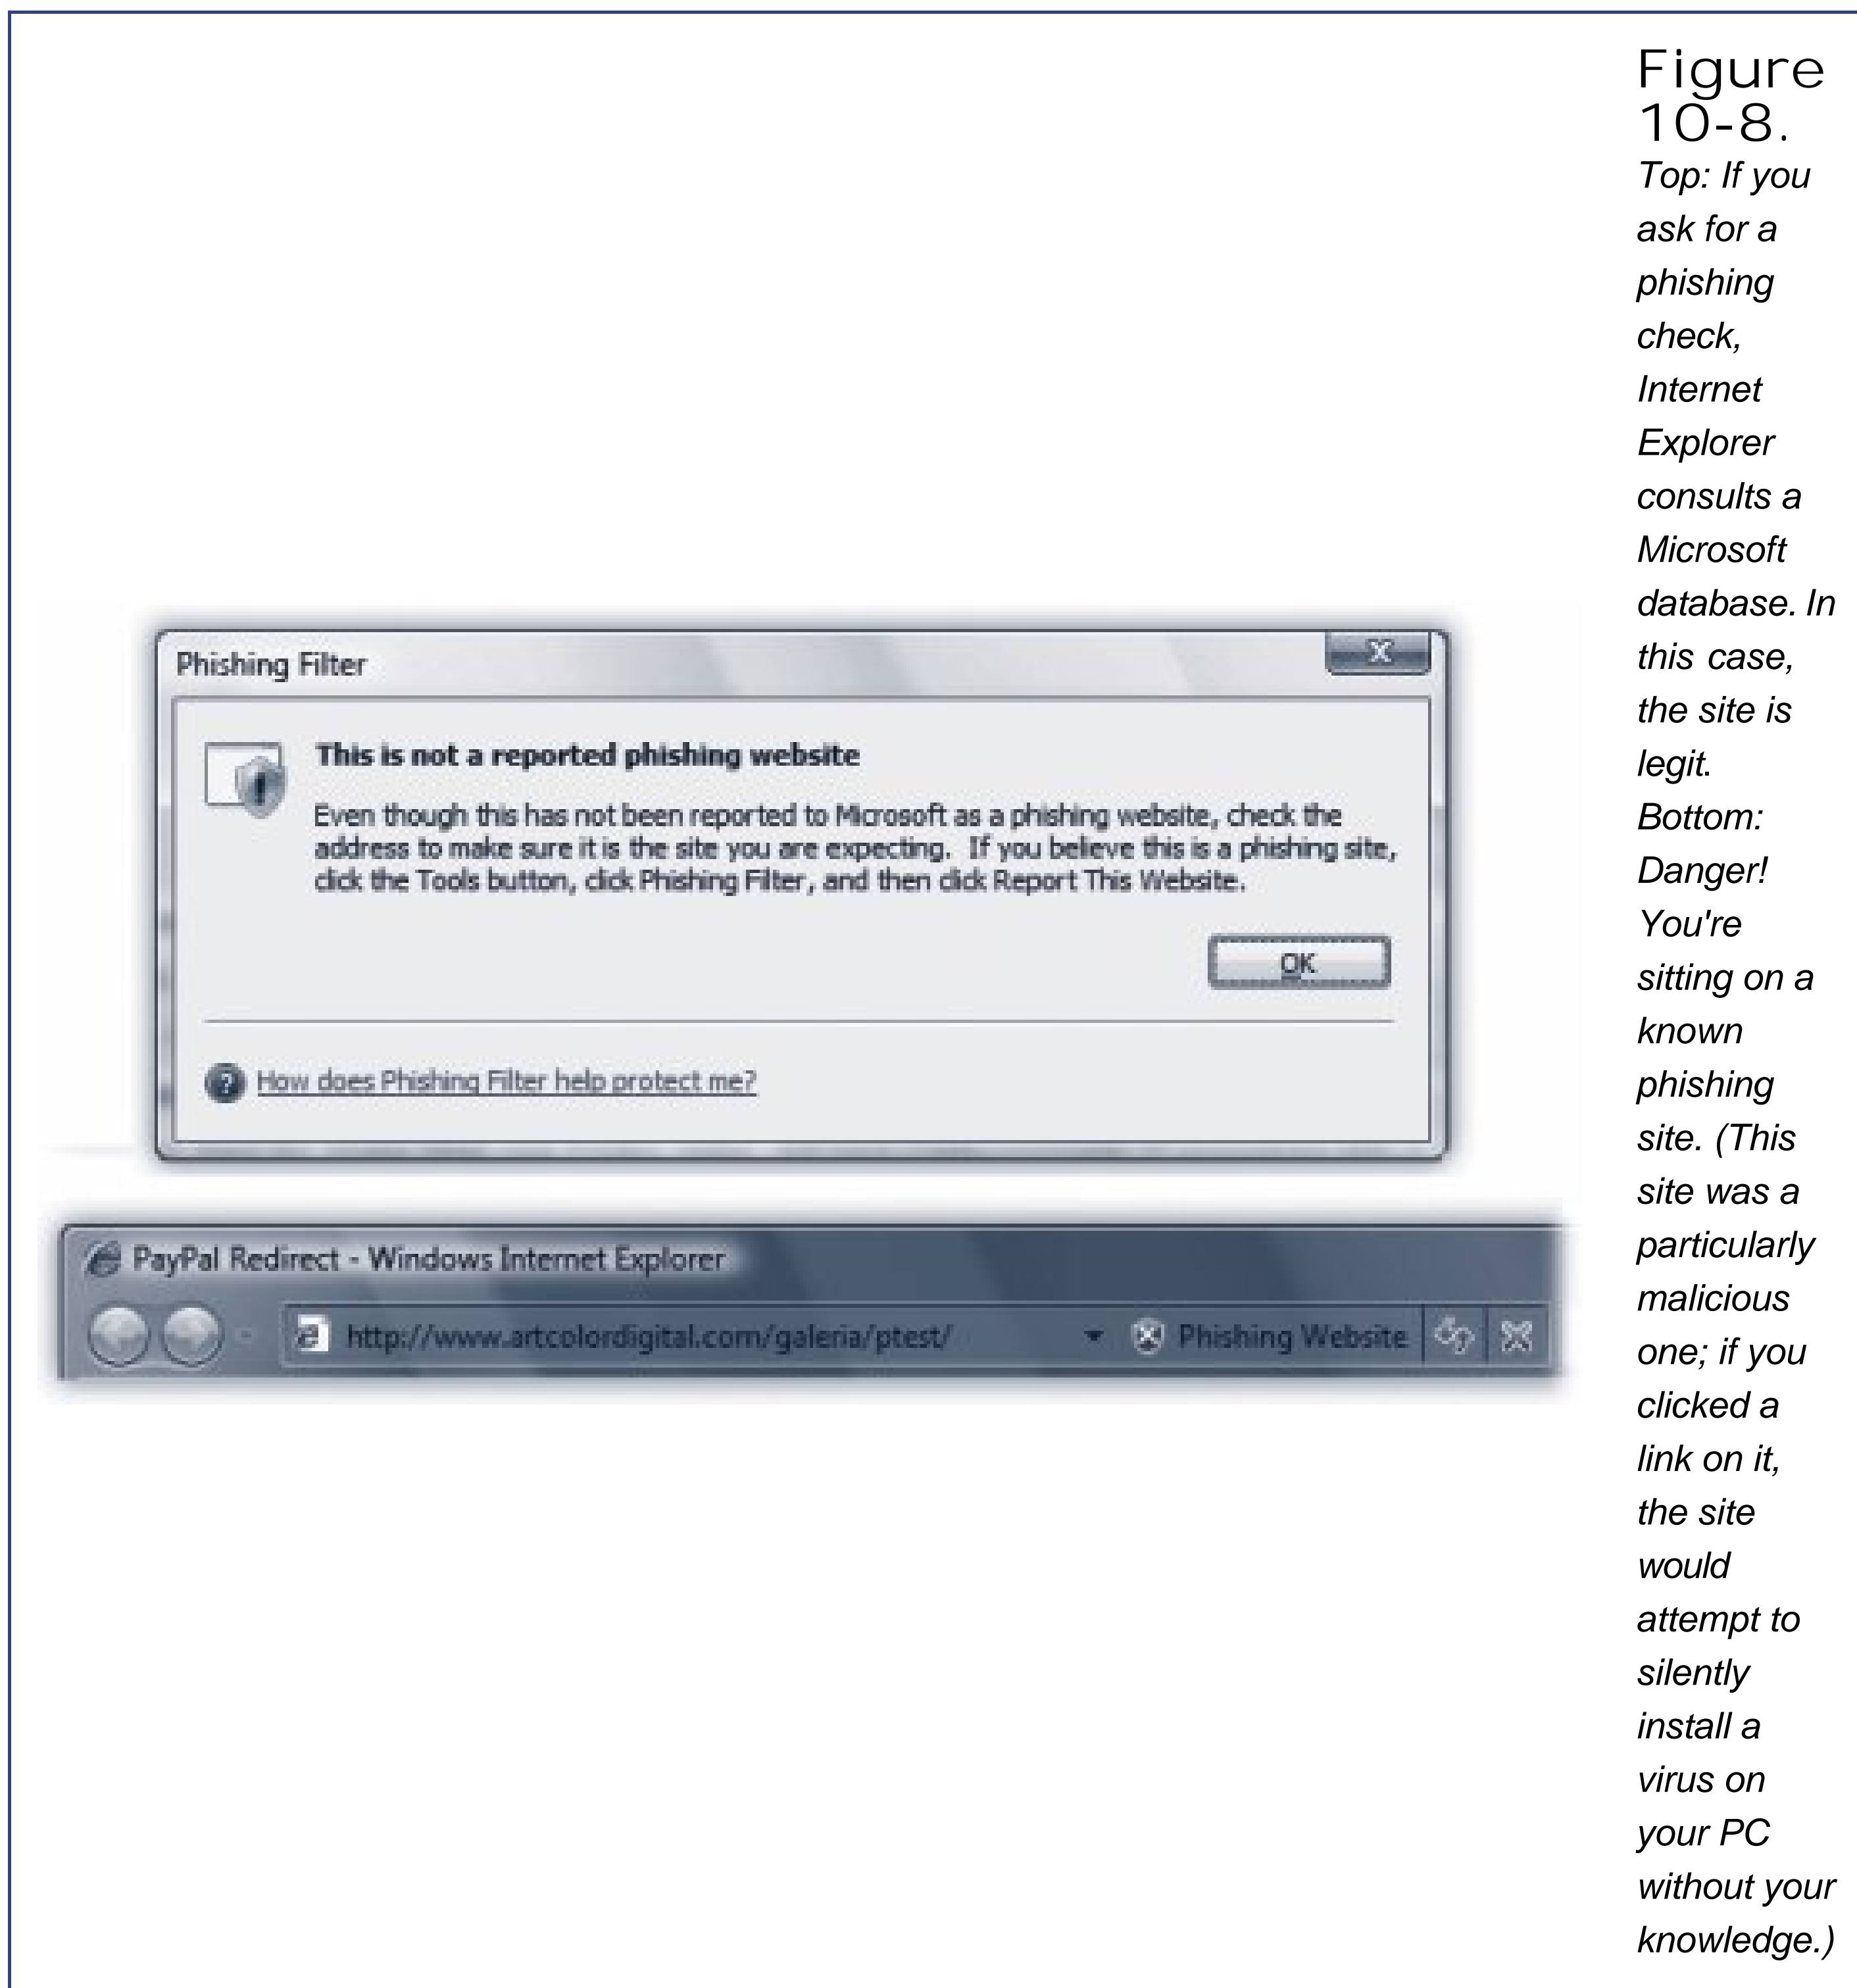 Figure
10-8.
Top: If you
ask for a
phishing
check,
Internet
Explorer
consults a
Microsoft
database. In
this case,
the site is
legit.
Bottom:
Danger!
You're
sitting on a
known
phishing
site. (This
site was a
particularly
malicious
one; if you
clicked a
link on it,
the site
would
attempt to
silently
install a
virus on
your PC
without your
knowledge.)
Phishing Filter
This is not a reported phishing website
Even though this has not been reported to Microsoft as a phishing website, check the
address to make sure it is the site you are expecting. If you believe this is a phishing site,
click the Tools button, click Phishing Filter, and then click Report This Website.
OK
How does Phishing Filter help protect me?
PayPal Redirect - Windows Internet Explorer
http://www.artcolordigital.com/galeria/ptest/ Phishing Website